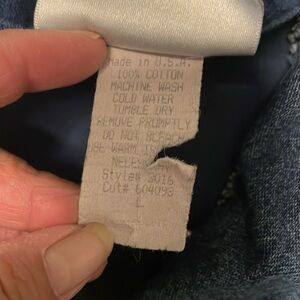 Made in U.S.A.
100% COTTON
MACHINE WASH
COLD WATER
TUMBLE DRY
REMOVE PROMPTLY
DO NOT
USE WARM
Style# 3016
Cut# 604093
L